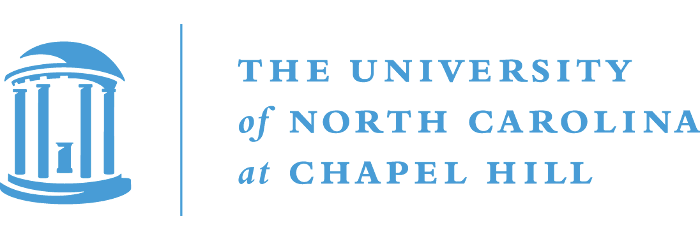 THE UNIVERSITY
of NORTH CAROLINA
at CHAPEL HILL